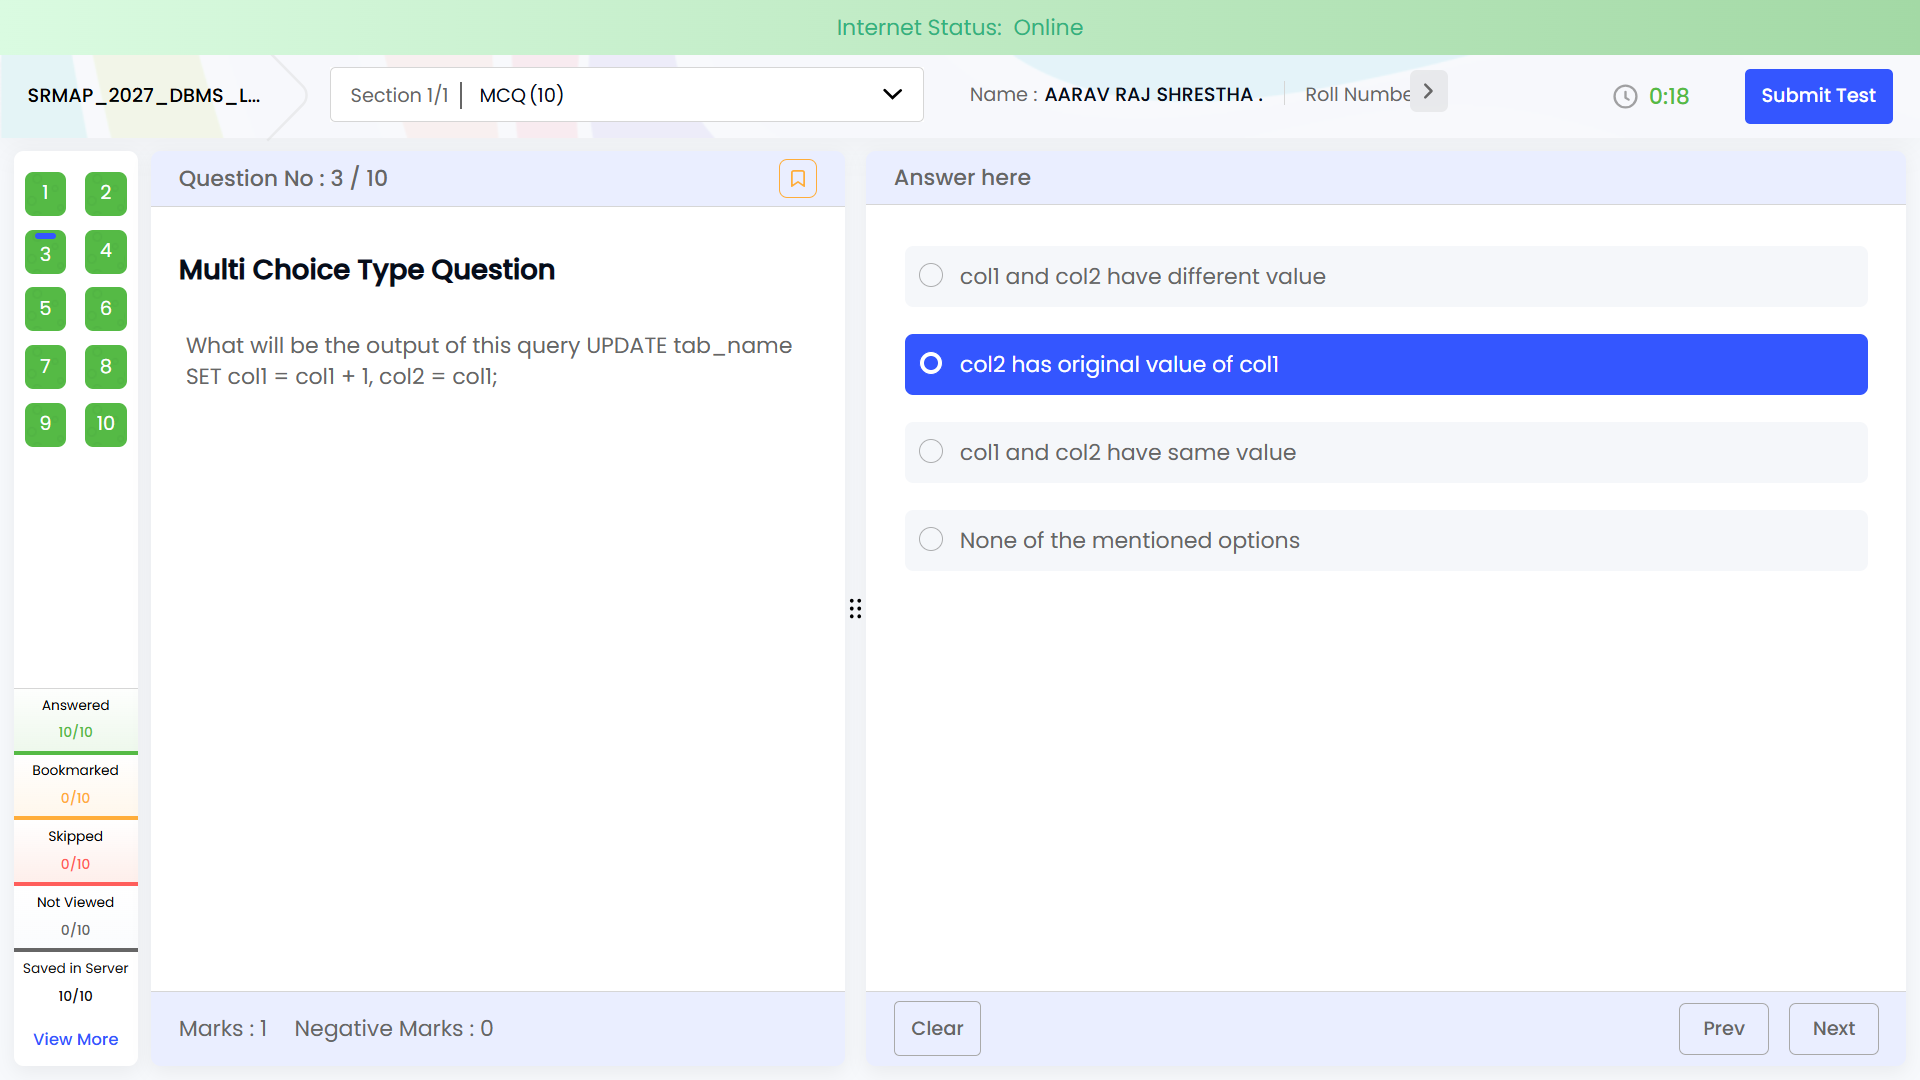 Internet Status: Online
SRMAP_2027_DBMS_L...
Section 1/1 | MCQ (10)
Name : AARAV RAJ SHRESTHA .
Roll Numbe
0:18
Submit Test
1 2
3 4
5 6
7 8
9 10
Answered
10/10
Bookmarked
0/10
Skipped
0/10
Not Viewed
0/10
Saved in Server
10/10
View More
Question No : 3 / 10
Multi Choice Type Question
What will be the output of this query UPDATE tab_name
SET col1 = col1 + 1, col2 = col1;
Marks : 1 Negative Marks : 0
Answer here
col1 and col2 have different value
col2 has original value of col1
col1 and col2 have same value
None of the mentioned options
Clear
Prev
Next